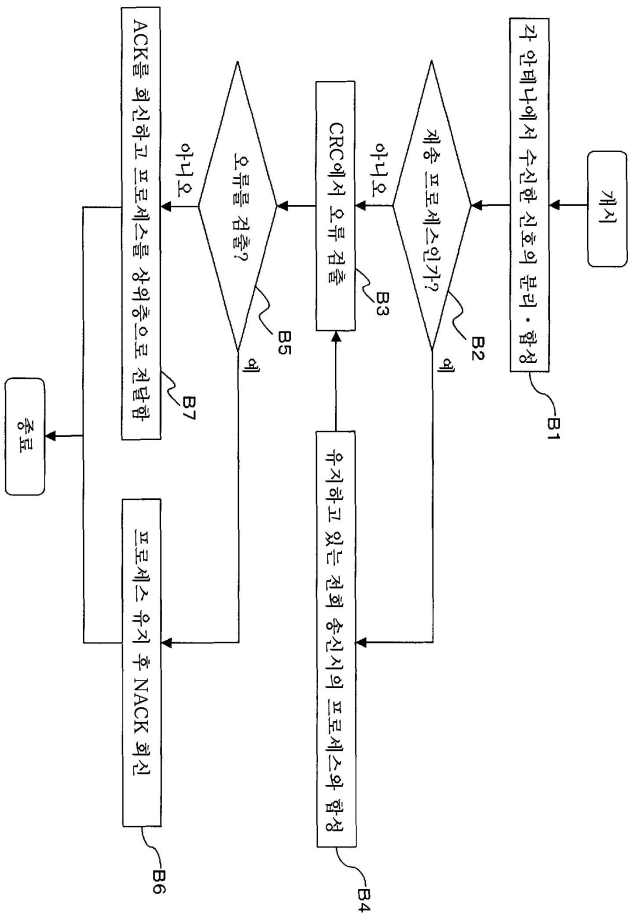 개시
각 안테나에서 수신한 신호의 분리·합성
B1
재송 프로세스인가?
B2
예
아니오
CRC에서 오류 검출
B3
유지하고 있는 전회 송신시의 프로세스와 합성
B4
오류를 검출?
B5
예
아니오
ACK를 회신하고 프로세스를 상위층으로 전달함
B7
프로세스 유지 후 NACK 회신
B6
종료